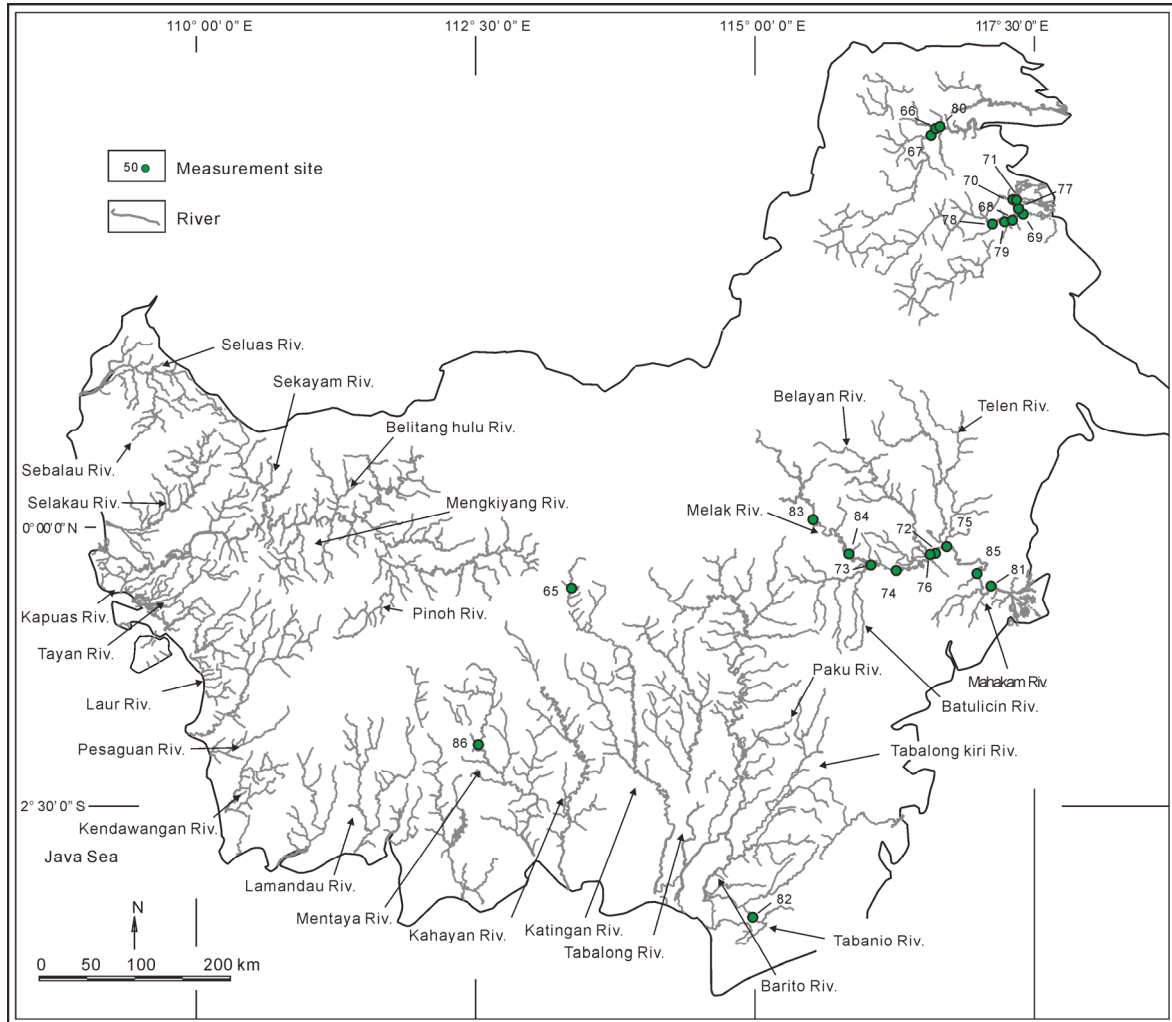 110° 00' 0" E
112° 30' 0" E
115° 00' 0" E
117° 30' 0" E
66
80
67
50
Measurement site
71
70
77
68
78
69
79
River
Seluas Riv.
Sekayam Riv.
Belayan Riv.
Telen Riv.
Belitang hulu Riv.
Sebalau Riv.
Selakau Riv.
Mengkiyang Riv.
Melak Riv.
83
84
72
75
0° 00' 0" N
85
73
81
74
76
65
Kapuas Riv.
Pinoh Riv.
Tayan Riv.
Paku Riv.
Mahakam Riv.
Laur Riv.
Batulicin Riv.
Pesaguan Riv.
86
Tabalong kiri Riv.
2° 30' 0" S
Kendawangan Riv.
Java Sea
Lamandau Riv.
82
N
Mentaya Riv.
Kahayan Riv.
Katingan Riv.
Tabalong Riv.
Tabanio Riv.
0 50 100 200 km
Barito Riv.